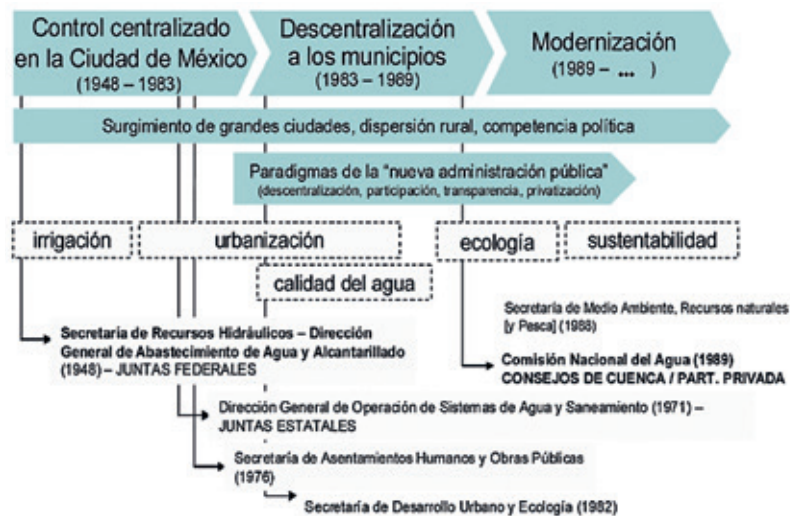 Control centralizado
en la Ciudad de México
(1948 – 1983)
Descentralización
a los municipios
(1983 – 1989)
Modernización
(1989 – ... )
Surgimiento de grandes ciudades, dispersión rural, competencia política
Paradigmas de la “nueva administración pública”
(descentralización, participación, transparencia, privatización)
irrigación
urbanización
ecología
sustentabilidad
calidad del agua
Secretaría de Recursos Hidráulicos – Dirección
General de Abastecimiento de Agua y Alcantarillado
(1948) – JUNTAS FEDERALES
Secretaría de Medio Ambiente, Recursos naturales
[y Pesca] (1988)
Comisión Nacional del Agua (1989)
CONSEJOS DE CUENCA / PART. PRIVADA
Dirección General de Operación de Sistemas de Agua y Saneamiento (1971) –
JUNTAS ESTATALES
Secretaría de Asentamientos Humanos y Obras Públicas
(1976)
Secretaría de Desarrollo Urbano y Ecología (1982)